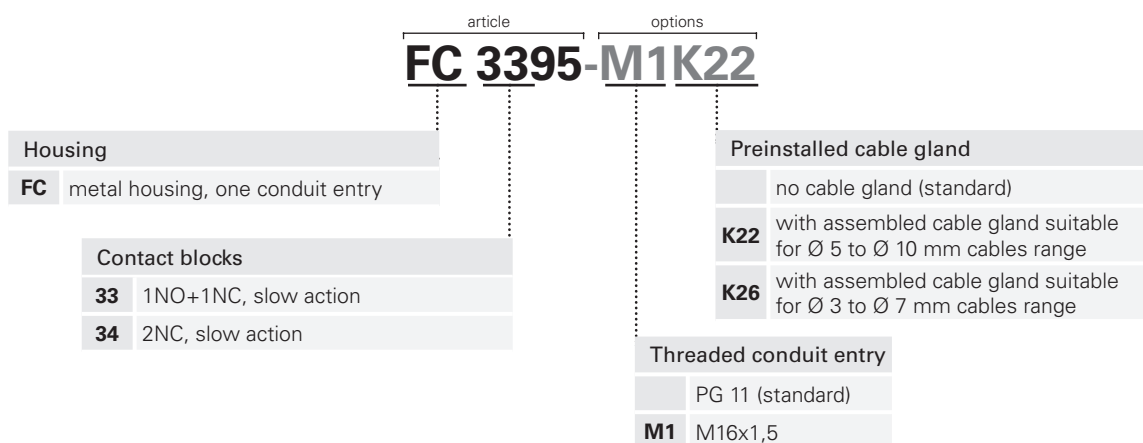 article
options
FC 3395-M1K22
Housing
FC metal housing, one conduit entry
Contact blocks
33 1NO+1NC, slow action
34 2NC, slow action
Preinstalled cable gland
no cable gland (standard)
K22 with assembled cable gland suitable
for Ø 5 to Ø 10 mm cables range
K26 with assembled cable gland suitable
for Ø 3 to Ø 7 mm cables range
Threaded conduit entry
PG 11 (standard)
M1 M16x1,5